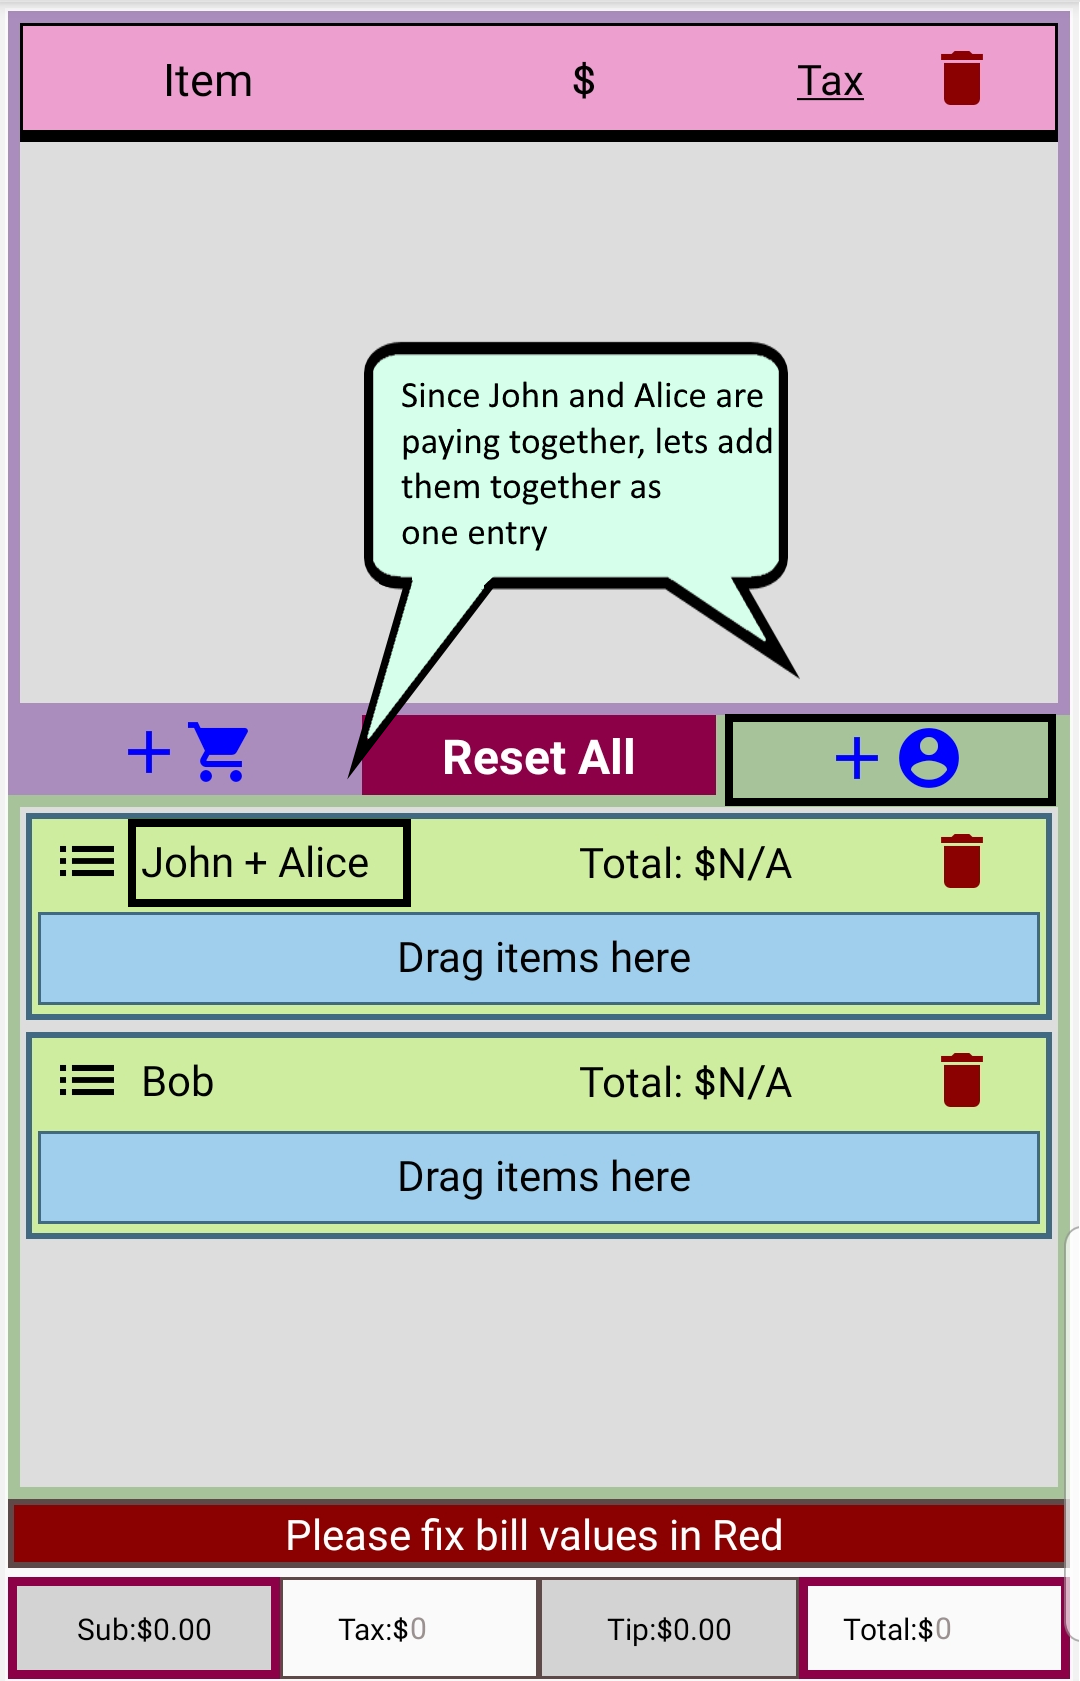 Item $ Tax
Since John and Alice are
paying together, lets add
them together as
one entry
+ Reset All +
John + Alice Total: $N/A
Drag items here
Bob Total: $N/A
Drag items here
Please fix bill values in Red
Sub:$0.00 Tax:$0 Tip:$0.00 Total:$0